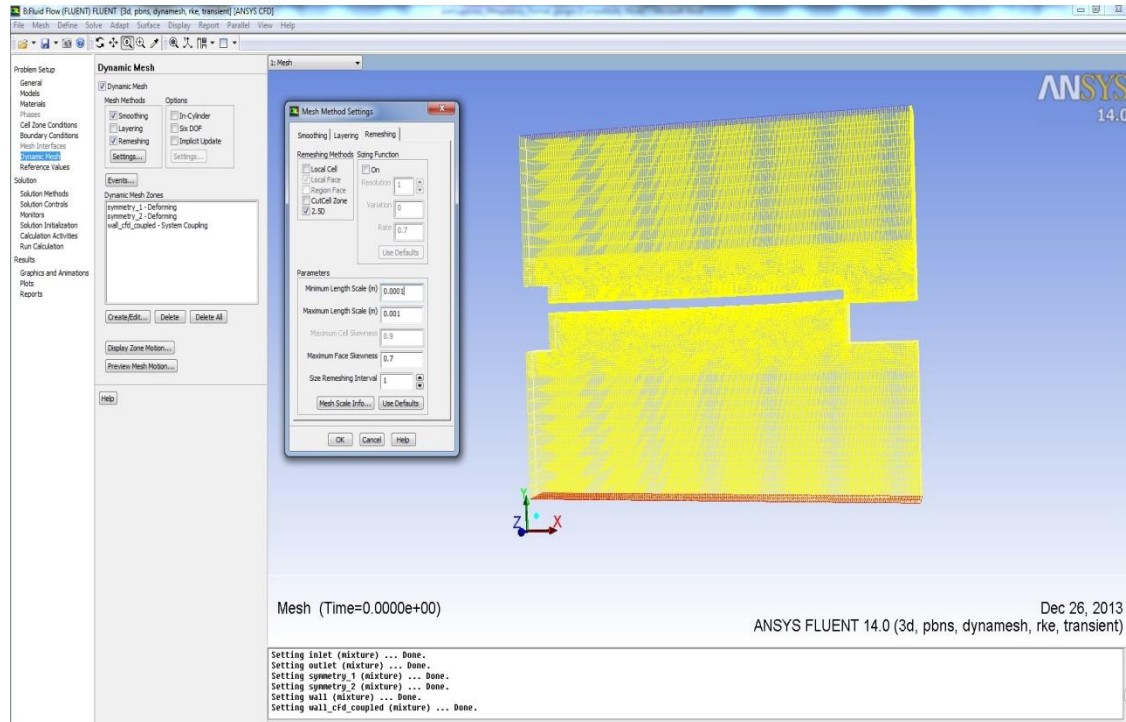 B:Fluid Flow (FLUENT) FLUENT [3d, pbns, dynamesh, rke, transient] [ANSYS CFD]
File Mesh Define Solve Adapt Surface Display Report Parallel View Help
Problem Setup
General
Models
Materials
Phases
Cell Zone Conditions
Boundary Conditions
Mesh Interfaces
Dynamic Mesh
Reference Values
Solution
Solution Methods
Solution Controls
Monitors
Solution Initialization
Calculation Activities
Run Calculation
Results
Graphics and Animations
Plots
Reports
Dynamic Mesh
Dynamic Mesh
Mesh Methods Options
Smoothing In-Cylinder
Layering Six DOF
Remeshing Implicit Update
Settings... Settings...
Events...
Dynamic Mesh Zones
symmetry_1 - Deforming
symmetry_2 - Deforming
wall_cfd_coupled - System Coupling
Create/Edit... Delete Delete All
Display Zone Motion...
Preview Mesh Motion...
Help
1: Mesh
Mesh Method Settings
Smoothing Layering Remeshing
Remeshing Methods Sizing Function
Local Cell On
Local Face Resolution 1
Region Face
CutCell Zone Variation 0
2.5D
Rate 0.7
Use Defaults
Parameters
Minimum Length Scale (m) 0.0001
Maximum Length Scale (m) 0.001
Maximum Cell Skewness 0.9
Maximum Face Skewness 0.7
Size Remeshing Interval 1
Mesh Scale Info... Use Defaults
OK Cancel Help
ANSYS
14.0
Y
Z X
Mesh (Time=0.0000e+00)
Dec 26, 2013
ANSYS FLUENT 14.0 (3d, pbns, dynamesh, rke, transient)
Setting inlet (mixture) ... Done.
Setting outlet (mixture) ... Done.
Setting symmetry_1 (mixture) ... Done.
Setting symmetry_2 (mixture) ... Done.
Setting wall (mixture) ... Done.
Setting wall_cfd_coupled (mixture) ... Done.